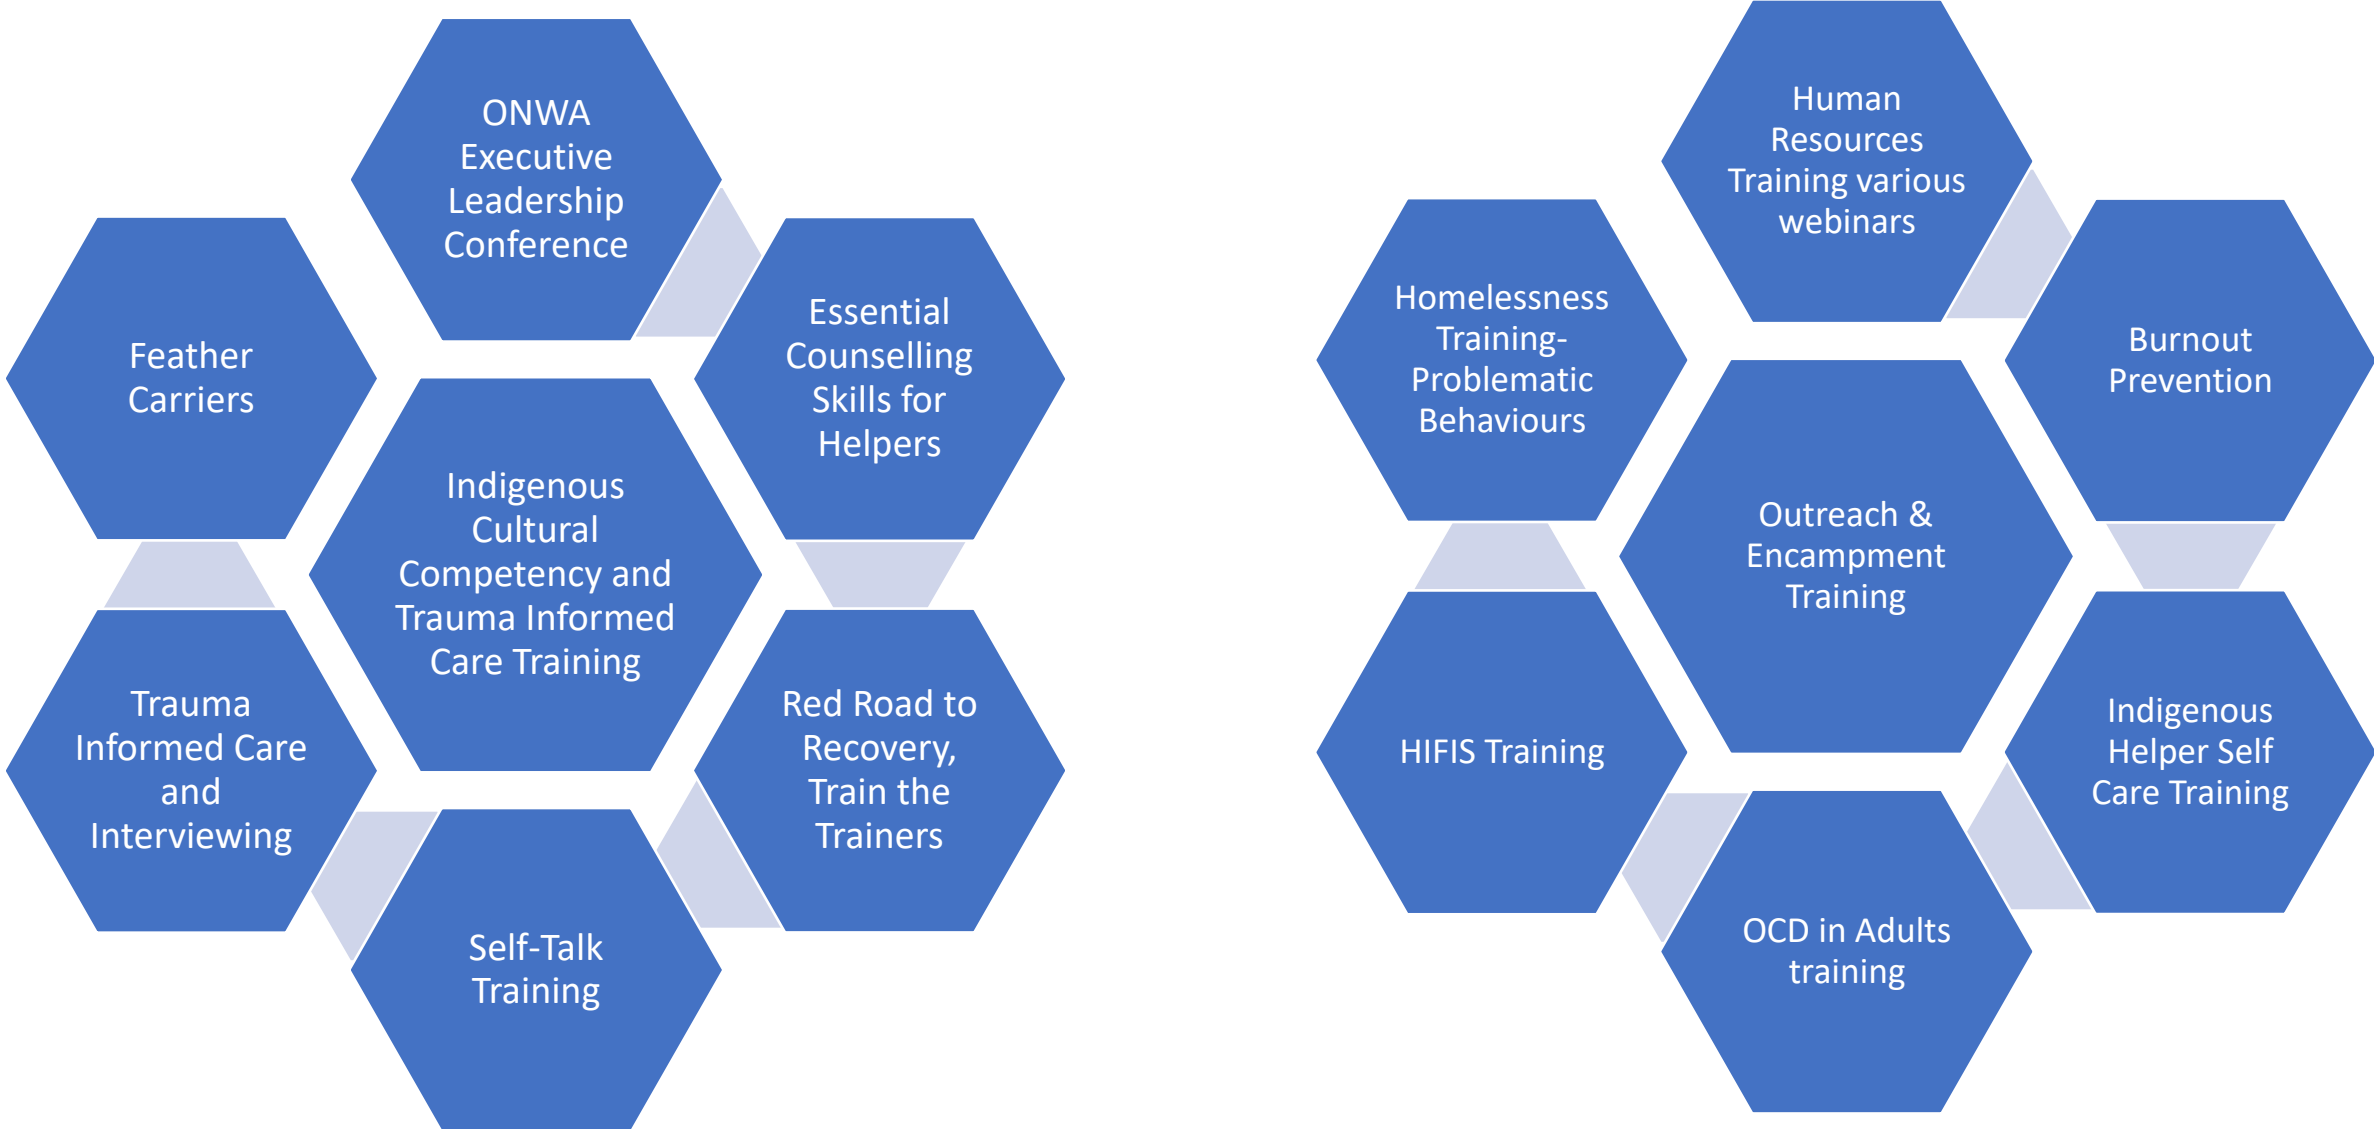 ONWA
Executive
Leadership
Conference
Essential
Counselling
Skills for
Helpers
Red Road to
Recovery,
Train the
Trainers
Self-Talk
Training
Trauma
Informed Care
and
Interviewing
Feather
Carriers
Indigenous
Cultural
Competency and
Trauma Informed
Care Training
Human
Resources
Training various
webinars
Burnout
Prevention
Indigenous
Helper Self
Care Training
OCD in Adults
training
HIFIS Training
Homelessness
Training-
Problematic
Behaviours
Outreach &
Encampment
Training